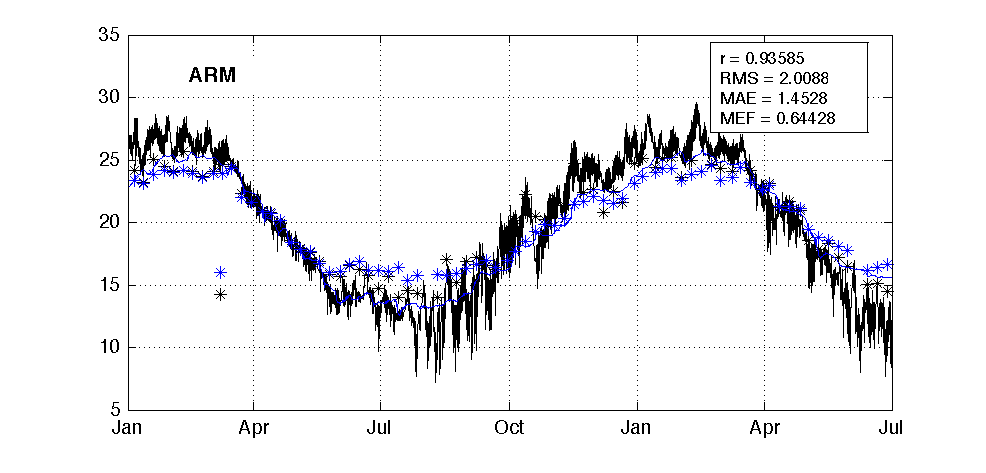 35
30
25
20
15
10
5
ARM
r = 0.93585
RMS = 2.0088
MAE = 1.4528
MEF = 0.64428
Jan Apr Jul Oct Jan Apr Jul